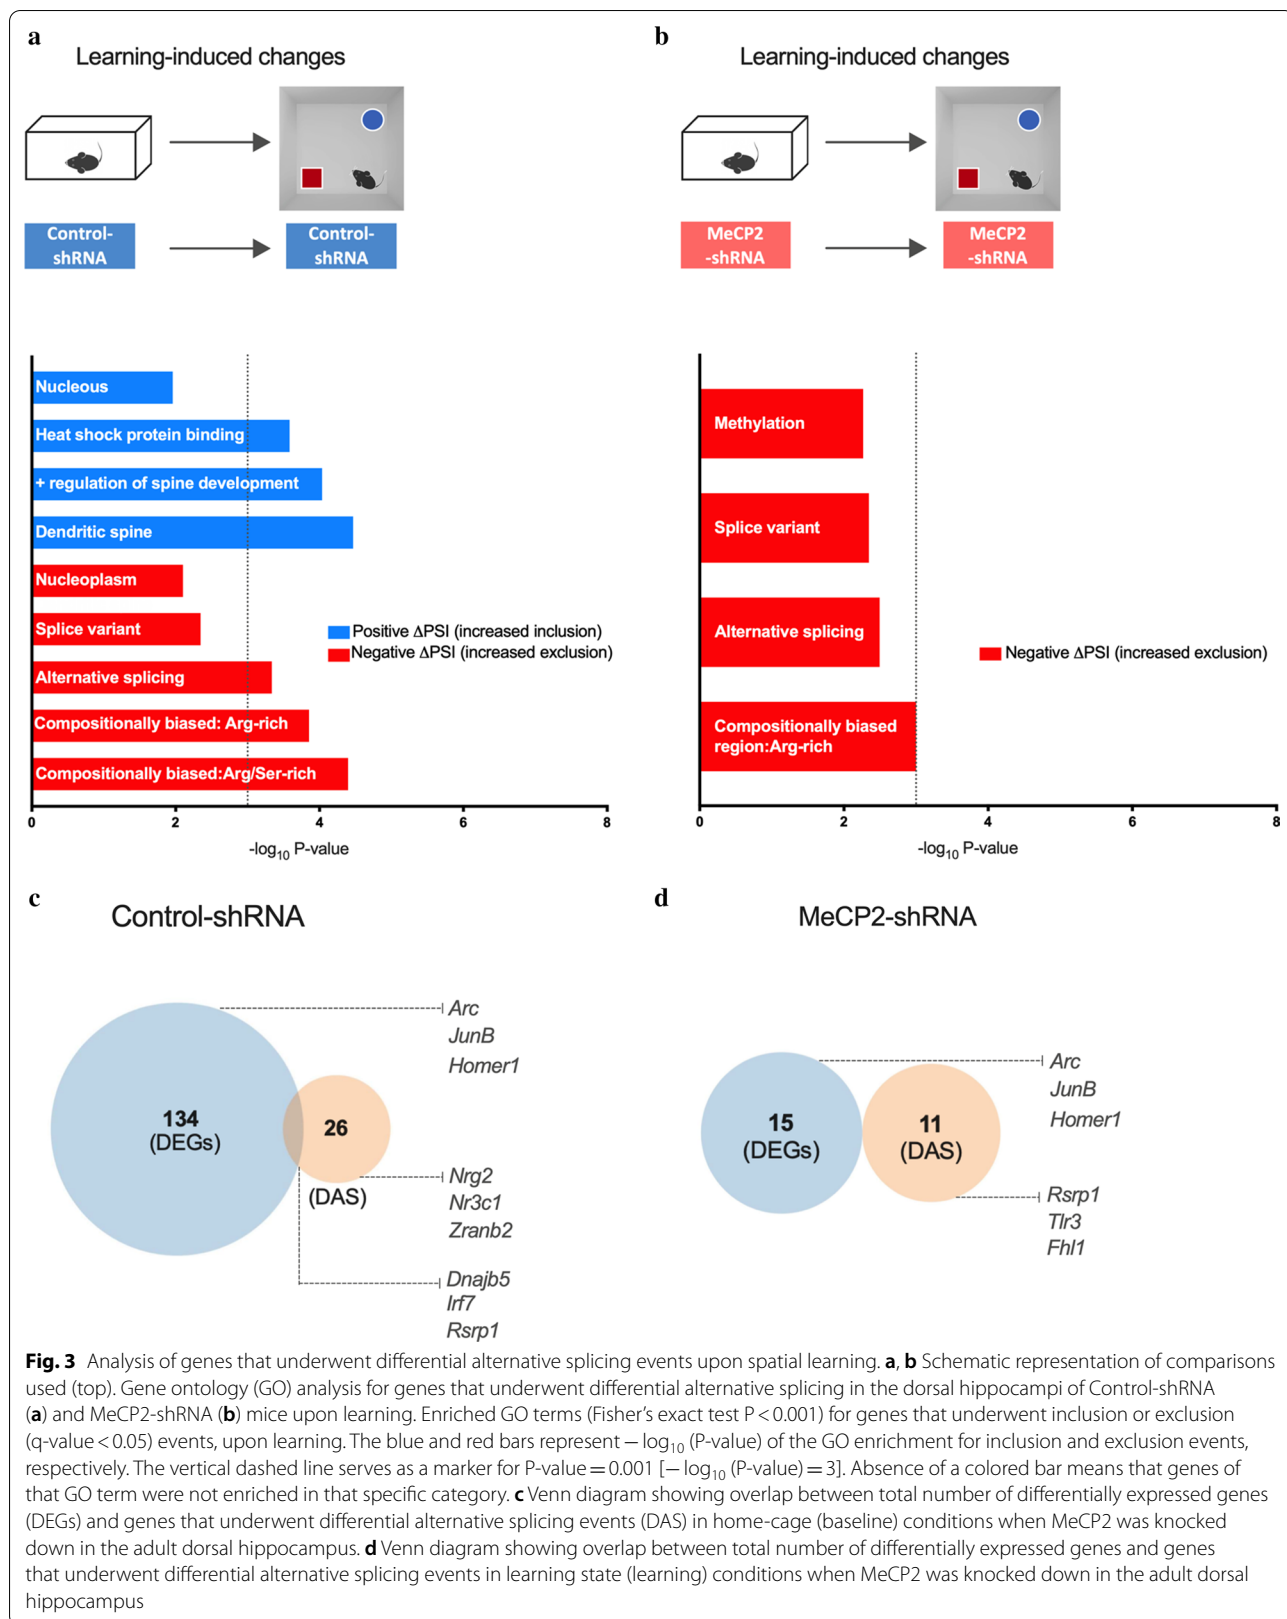 a
Learning-induced changes
Control-
shRNA
Control-
shRNA
Nucleous
Heat shock protein binding
+ regulation of spine development
Dendritic spine
Nucleoplasm
Splice variant
Alternative splicing
Compositionally biased: Arg-rich
Compositionally biased:Arg/Ser-rich
Positive ΔPSI (increased inclusion)
Negative ΔPSI (increased exclusion)
0 2 4 6 8
-log10 P-value
b
Learning-induced changes
MeCP2
-shRNA
MeCP2
-shRNA
Methylation
Splice variant
Alternative splicing
Compositionally biased
region:Arg-rich
Negative ΔPSI (increased exclusion)
0 2 4 6 8
-log10 P-value
c
Control-shRNA
134
(DEGs)
26
(DAS)
Arc
JunB
Homer1
Nrg2
Nr3c1
Zranb2
Dnajb5
Irf7
Rsrp1
d
MeCP2-shRNA
15
(DEGs)
11
(DAS)
Arc
JunB
Homer1
Rsrp1
Tlr3
Fhl1
Fig. 3 Analysis of genes that underwent differential alternative splicing events upon spatial learning. a, b Schematic representation of comparisons
used (top). Gene ontology (GO) analysis for genes that underwent differential alternative splicing in the dorsal hippocampi of Control-shRNA
(a) and MeCP2-shRNA (b) mice upon learning. Enriched GO terms (Fisher's exact test P < 0.001) for genes that underwent inclusion or exclusion
(q-value < 0.05) events, upon learning. The blue and red bars represent − log10 (P-value) of the GO enrichment for inclusion and exclusion events,
respectively. The vertical dashed line serves as a marker for P-value = 0.001 [− log10 (P-value) = 3]. Absence of a colored bar means that genes of
that GO term were not enriched in that specific category. c Venn diagram showing overlap between total number of differentially expressed genes
(DEGs) and genes that underwent differential alternative splicing events (DAS) in home-cage (baseline) conditions when MeCP2 was knocked
down in the adult dorsal hippocampus. d Venn diagram showing overlap between total number of differentially expressed genes and genes
that underwent differential alternative splicing events in learning state (learning) conditions when MeCP2 was knocked down in the adult dorsal
hippocampus